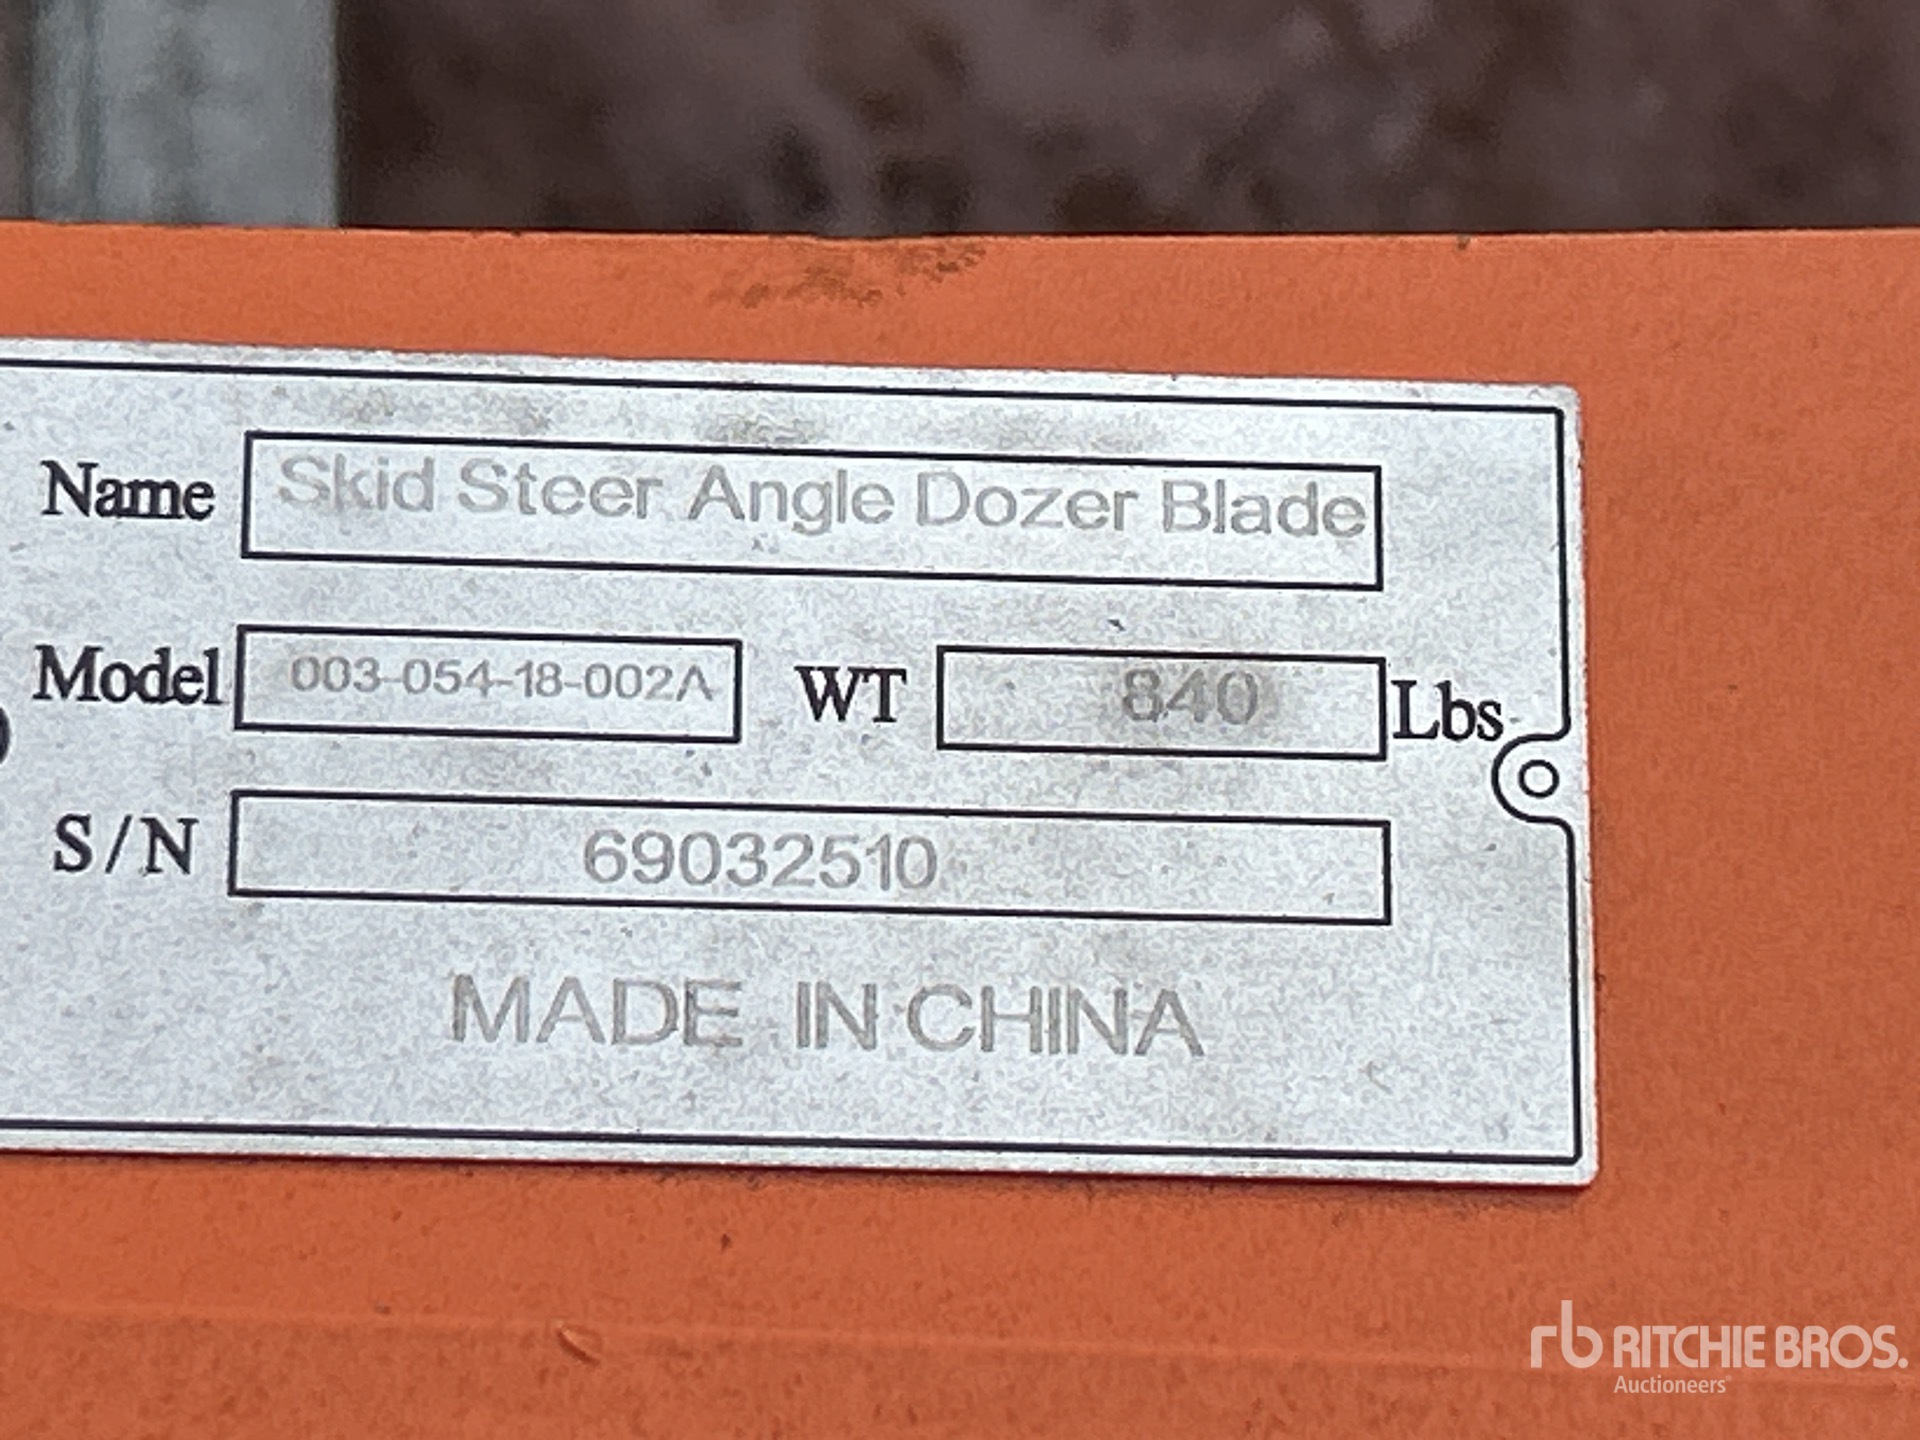 Name Skid Steer Angle Dozer Blade
Model 003-054-18-002A WT 840 Lbs
S/N 69032510
MADE IN CHINA
rb RITCHIE BROS.
Auctioneers